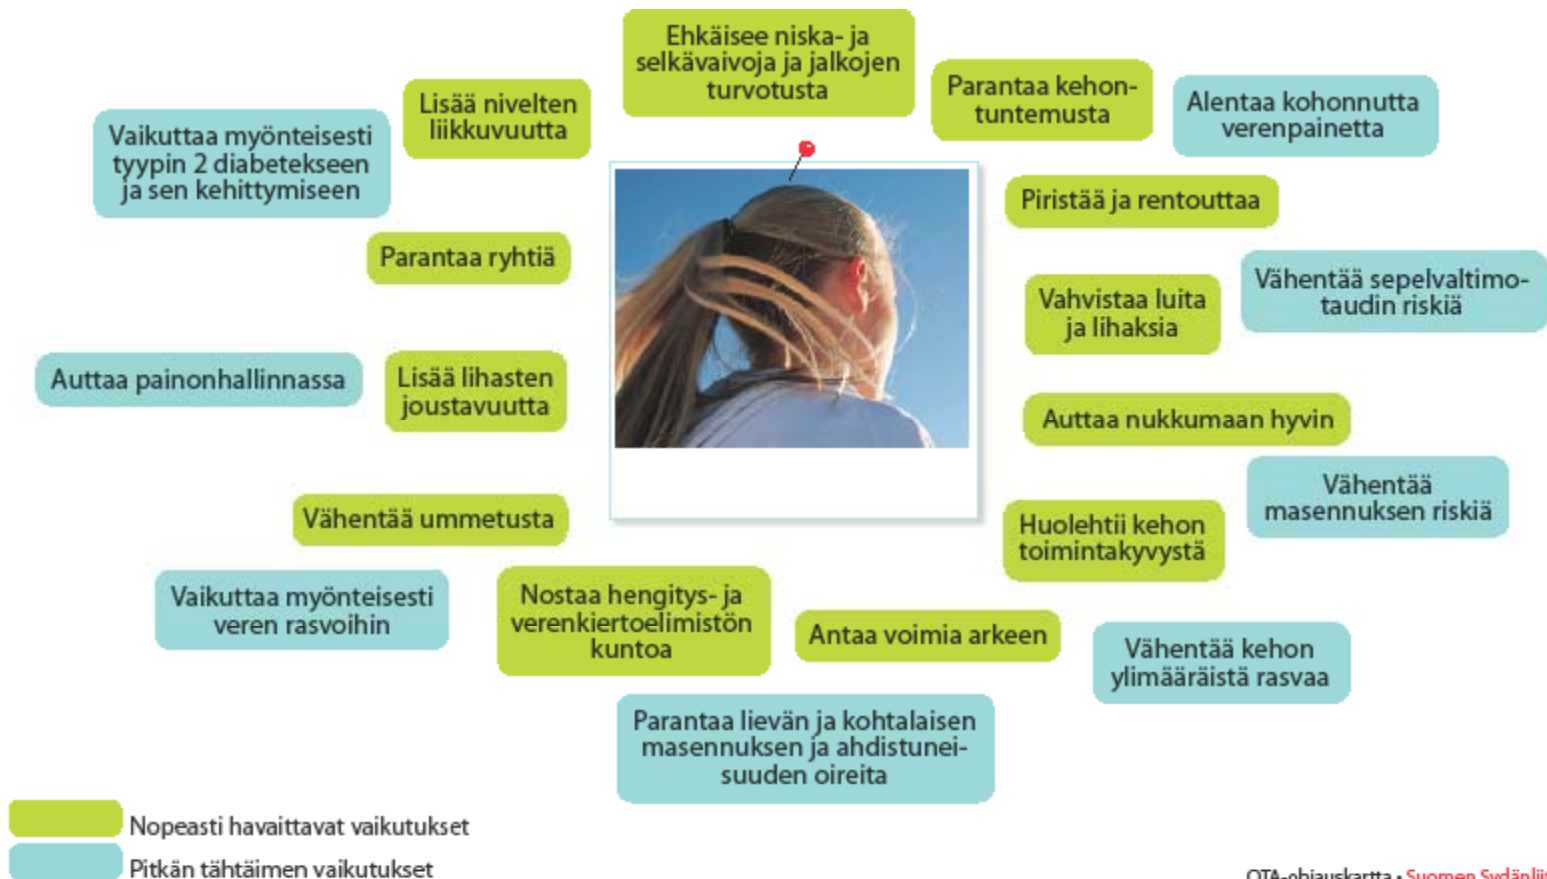 Ehkäisee niska- ja
selkävaivoja ja jalkojen
turvotusta
Parantaa kehon-
tuntemusta
Alentaa kohonnutta
verenpainetta
Lisää nivelten
liikkuvuutta
Vaikuttaa myönteisesti
tyypin 2 diabetekseen
ja sen kehittymiseen
Piristää ja rentouttaa
Parantaa ryhtiä
Vähentää sepelvaltimo-
taudin riskiä
Vahvistaa luita
ja lihaksia
Auttaa painonhallinnassa
Lisää lihasten
joustavuutta
Auttaa nukkumaan hyvin
Vähentää
masennuksen riskiä
Vähentää ummetusta
Huolehtii kehon
toimintakyvystä
Vaikuttaa myönteisesti
veren rasvoihin
Nostaa hengitys- ja
verenkiertoelimistön
kuntoa
Antaa voimia arkeen
Vähentää kehon
ylimääräistä rasvaa
Parantaa lievän ja kohtalaisen
masennuksen ja ahdistunei-
suuden oireita
Nopeasti havaittavat vaikutukset
Pitkän tähtäimen vaikutukset
OTA-ohjauskartta • Suomen